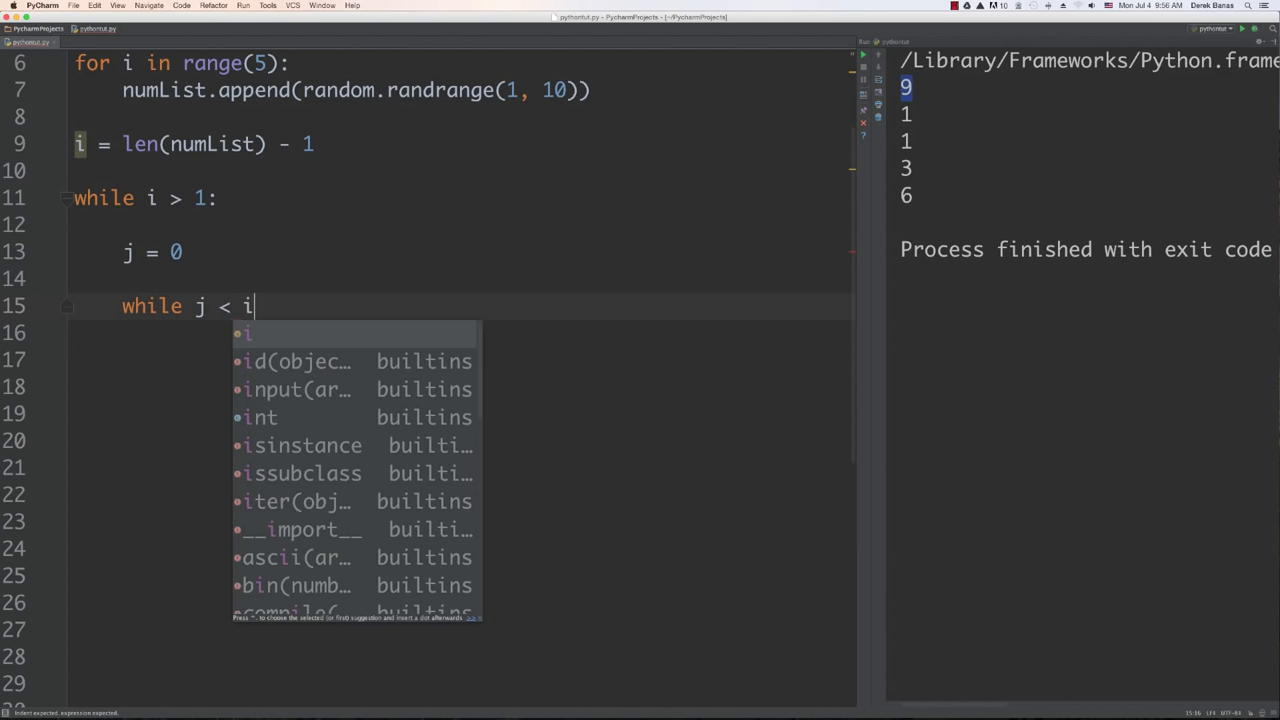 PyCharm File Edit View Navigate Code Refactor Run Tools VCS Window Help
10 Mon Jul 4 9:56 AM Derek Banas
pythontut.py - PyCharmProjects - [~/PycharmProjects]
PycharmProjects pythontut.py
pythontut
pythontut.py
Run: pythontut
6 for i in range(5):
7 numList.append(random.randrange(1, 10))
8
9 i = len(numList) - 1
10
11 while i > 1:
12
13 j = 0
14
15 while j < i
16
17
18
19
20
21
22
23
24
25
26
27
28
29
i
id(objec… builtins
input(ar… builtins
int builtins
isinstance builti…
issubclass builti…
iter(obj… builtins
__import__ builti…
ascii(ar… builtins
bin(numb… builtins
compile(… builtins
Press ^. to choose the selected (or first) suggestion and insert a dot afterwards >>
/Library/Frameworks/Python.frame
9
1
1
3
6
Process finished with exit code
Indent expected. expression expected.
15:16 LF‡ UTF-8‡